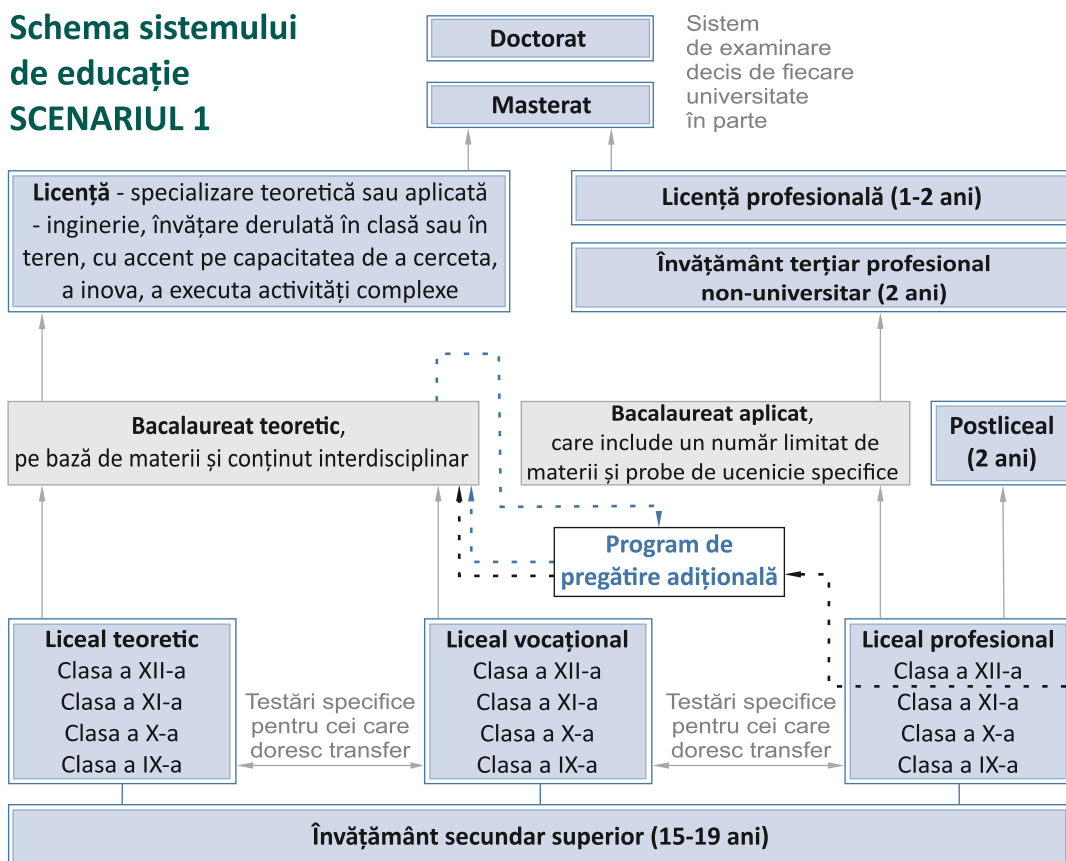 Schema sistemului
de educație
SCENARIUL 1
Doctorat
Masterat
Sistem
de examinare
decis de fiecare
universitate
în parte
Licență - specializare teoretică sau aplicată
- inginerie, învățare derulată în clasă sau în
teren, cu accent pe capacitatea de a cerceta,
a inova, a executa activități complexe
Licență profesională (1-2 ani)
Învățământ terțiar profesional
non-universitar (2 ani)
Bacalaureat teoretic,
pe bază de materii și conținut interdisciplinar
Bacalaureat aplicat,
care include un număr limitat de
materii și probe de ucenicie specifice
Postliceal
(2 ani)
Program de
pregătire adițională
Liceal teoretic
Clasa a XII-a
Clasa a XI-a
Clasa a X-a
Clasa a IX-a
Testări specifice
pentru cei care
doresc transfer
Liceal vocațional
Clasa a XII-a
Clasa a XI-a
Clasa a X-a
Clasa a IX-a
Testări specifice
pentru cei care
doresc transfer
Liceal profesional
Clasa a XII-a
Clasa a XI-a
Clasa a X-a
Clasa a IX-a
Învățământ secundar superior (15-19 ani)